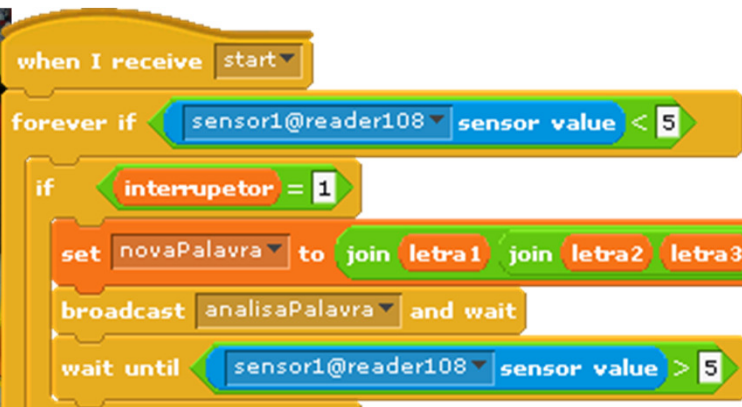 when I receive start
forever if sensor1@reader108 sensor value < 5
if interrupetor = 1
set novaPalavra to join letra1 join letra2 letra3
broadcast analisaPalavra and wait
wait until sensor1@reader108 sensor value > 5